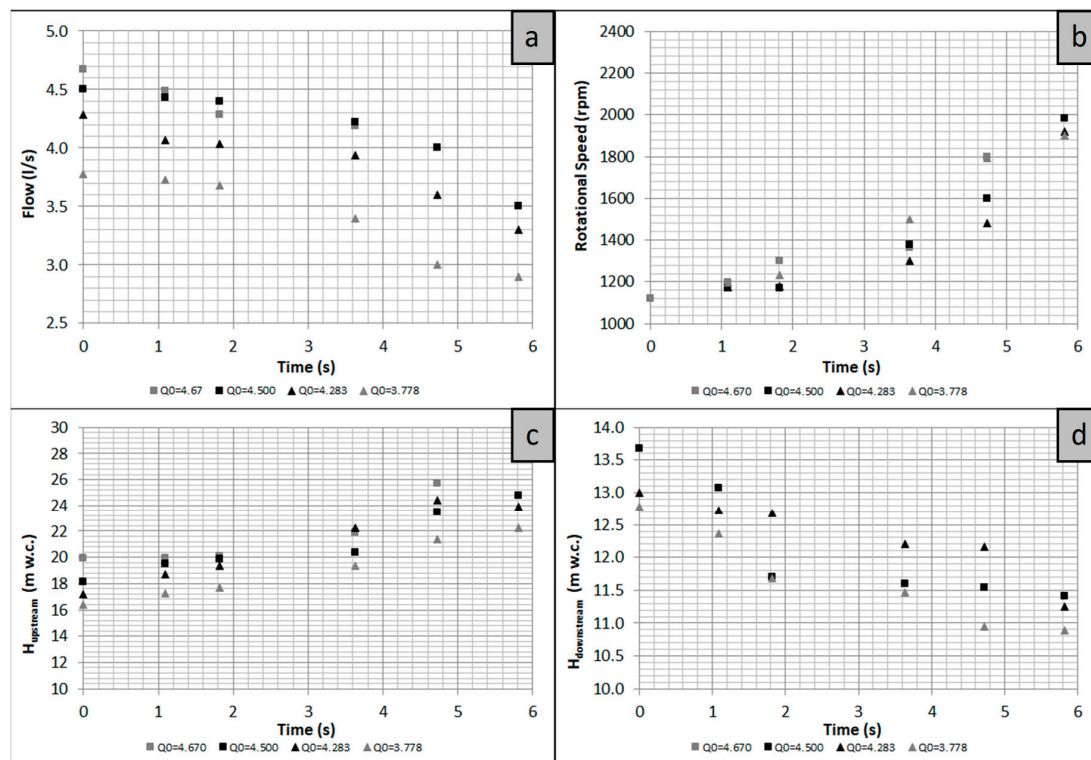 a
5.0
4.5
4.0
3.5
3.0
2.5
Flow (l/s)
0 1 2 3 4 5 6
Time (s)
Q0=4.67 Q0=4.500 Q0=4.283 Q0=3.778
b
2400
2200
2000
1800
1600
1400
1200
1000
Rotational Speed (rpm)
0 1 2 3 4 5 6
Time (s)
Q0=4.670 Q0=4.500 Q0=4.283 Q0=3.778
c
30
28
26
24
22
20
18
16
14
12
10
Hupstream (m w.c.)
0 1 2 3 4 5 6
Time (s)
Q0=4.670 Q0=4.500 Q0=4.283 Q0=3.778
d
14.0
13.5
13.0
12.5
12.0
11.5
11.0
10.5
10.0
Hdownstream (m w.c.)
0 1 2 3 4 5 6
Time (s)
Q0=4.670 Q0=4.500 Q0=4.283 Q0=3.778